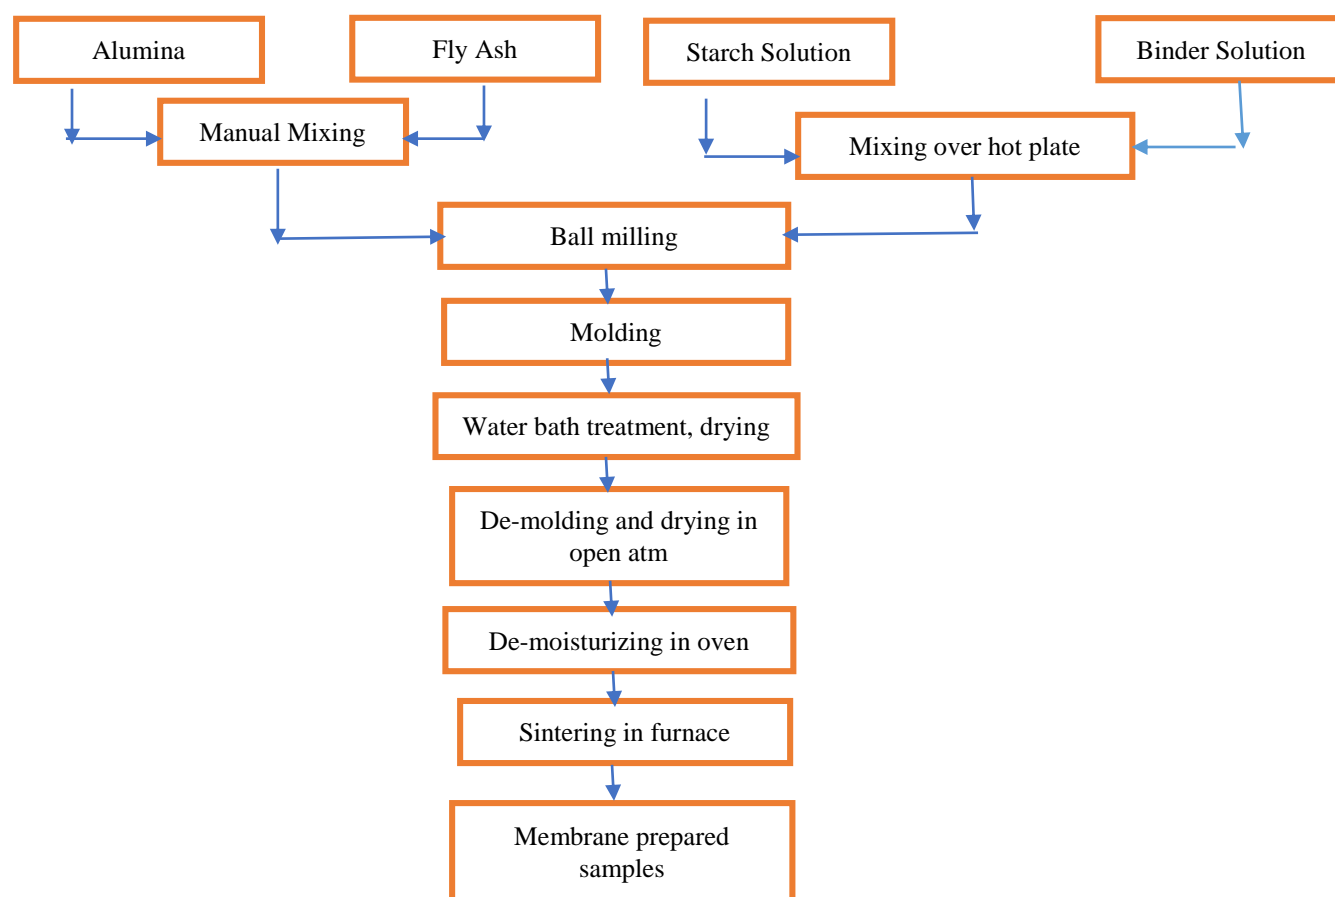 Alumina
Fly Ash
Starch Solution
Binder Solution
Manual Mixing
Mixing over hot plate
Ball milling
Molding
Water bath treatment, drying
De-molding and drying in
open atm
De-moisturizing in oven
Sintering in furnace
Membrane prepared
samples